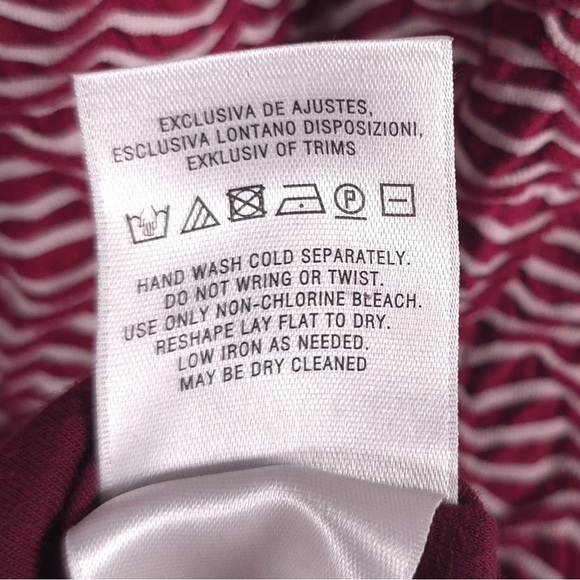 EXCLUSIVA DE AJUSTES,
ESCLUSIVA LONTANO DISPOSIZIONI,
EXKLUSIV OF TRIMS
P
HAND WASH COLD SEPARATELY.
DO NOT WRING OR TWIST.
USE ONLY NON-CHLORINE BLEACH.
RESHAPE LAY FLAT TO DRY.
LOW IRON AS NEEDED.
MAY BE DRY CLEANED